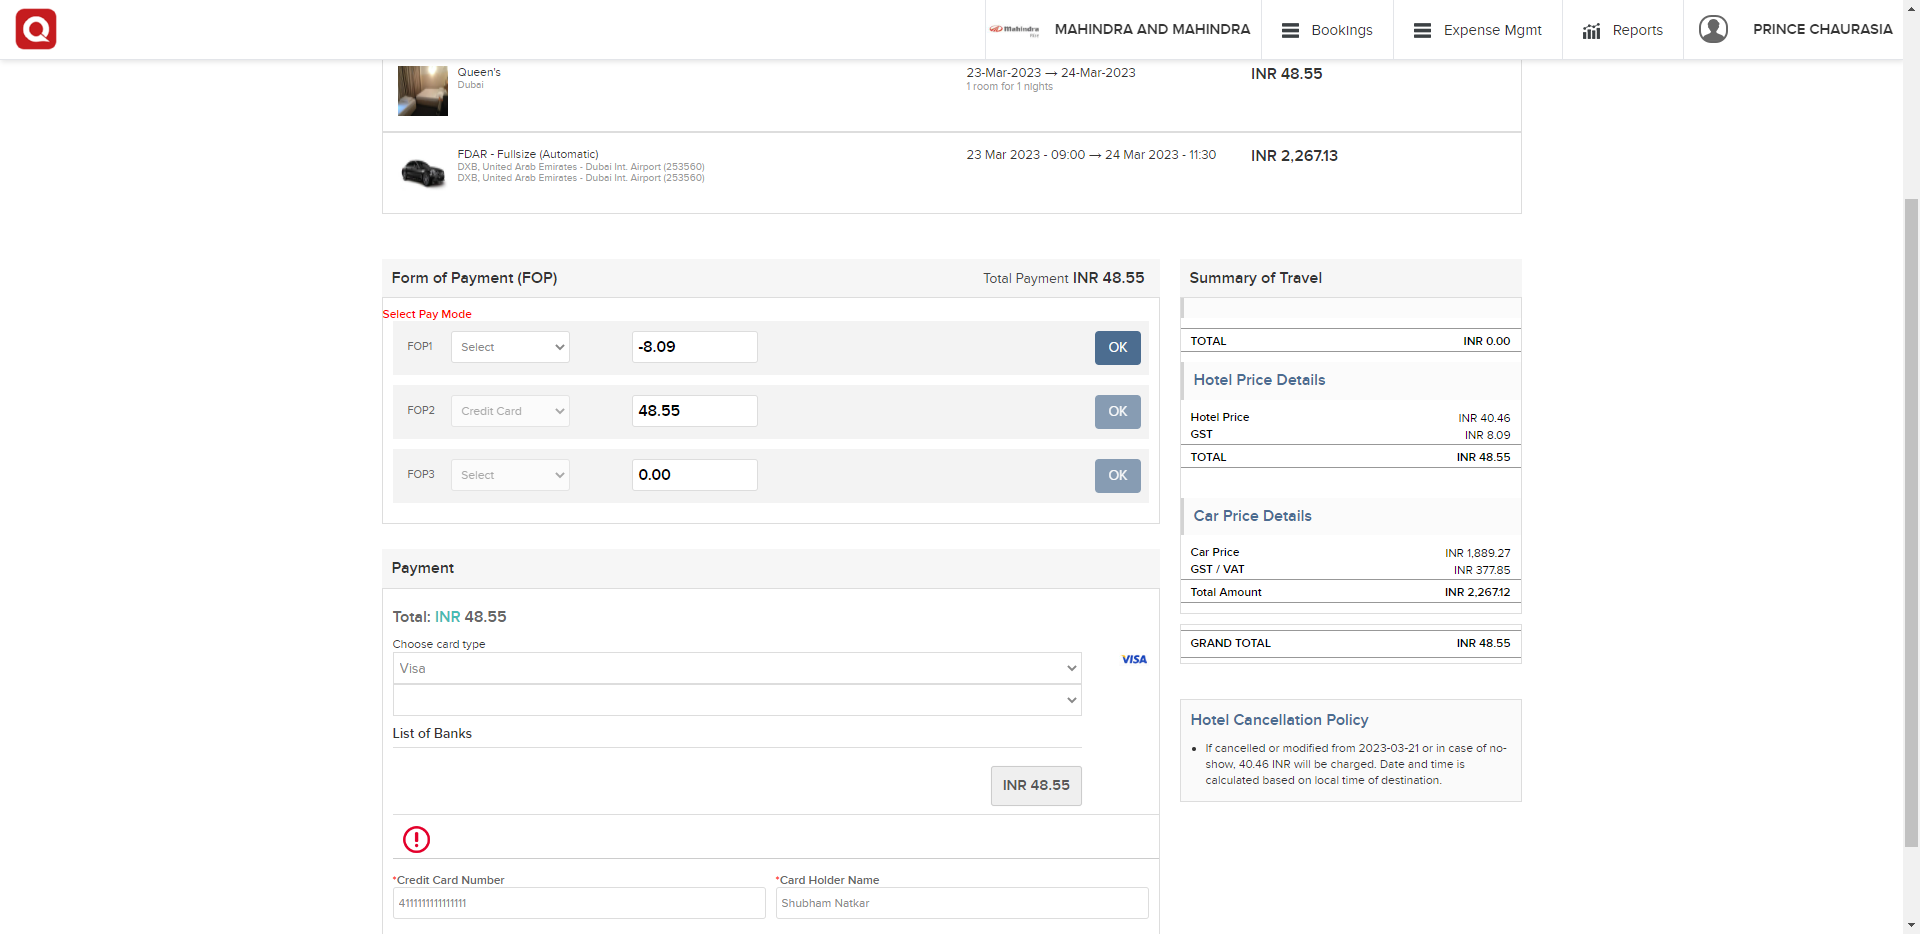 Q
Mahindra
MAHINDRA AND MAHINDRA
Bookings
Expense Mgmt
Reports
PRINCE CHAURASIA
Queen's
Dubai
23-Mar-2023 → 24-Mar-2023
1 room for 1 nights
INR 48.55
FDAR - Fullsize (Automatic)
DXB, United Arab Emirates - Dubai Int. Airport (253560)
DXB, United Arab Emirates - Dubai Int. Airport (253560)
23 Mar 2023 - 09:00 → 24 Mar 2023 - 11:30
INR 2,267.13
Form of Payment (FOP)
Total Payment INR 48.55
Select Pay Mode
FOP1
Select
-8.09
OK
FOP2
Credit Card
48.55
OK
FOP3
Select
0.00
OK
Payment
Total: INR 48.55
Choose card type
Visa
VISA
List of Banks
INR 48.55
*Credit Card Number
4111111111111111
*Card Holder Name
Shubham Natkar
Summary of Travel
TOTAL INR 0.00
Hotel Price Details
Hotel Price INR 40.46
GST INR 8.09
TOTAL INR 48.55
Car Price Details
Car Price INR 1,889.27
GST / VAT INR 377.85
Total Amount INR 2,267.12
GRAND TOTAL INR 48.55
Hotel Cancellation Policy
If cancelled or modified from 2023-03-21 or in case of no-
show, 40.46 INR will be charged. Date and time is
calculated based on local time of destination.